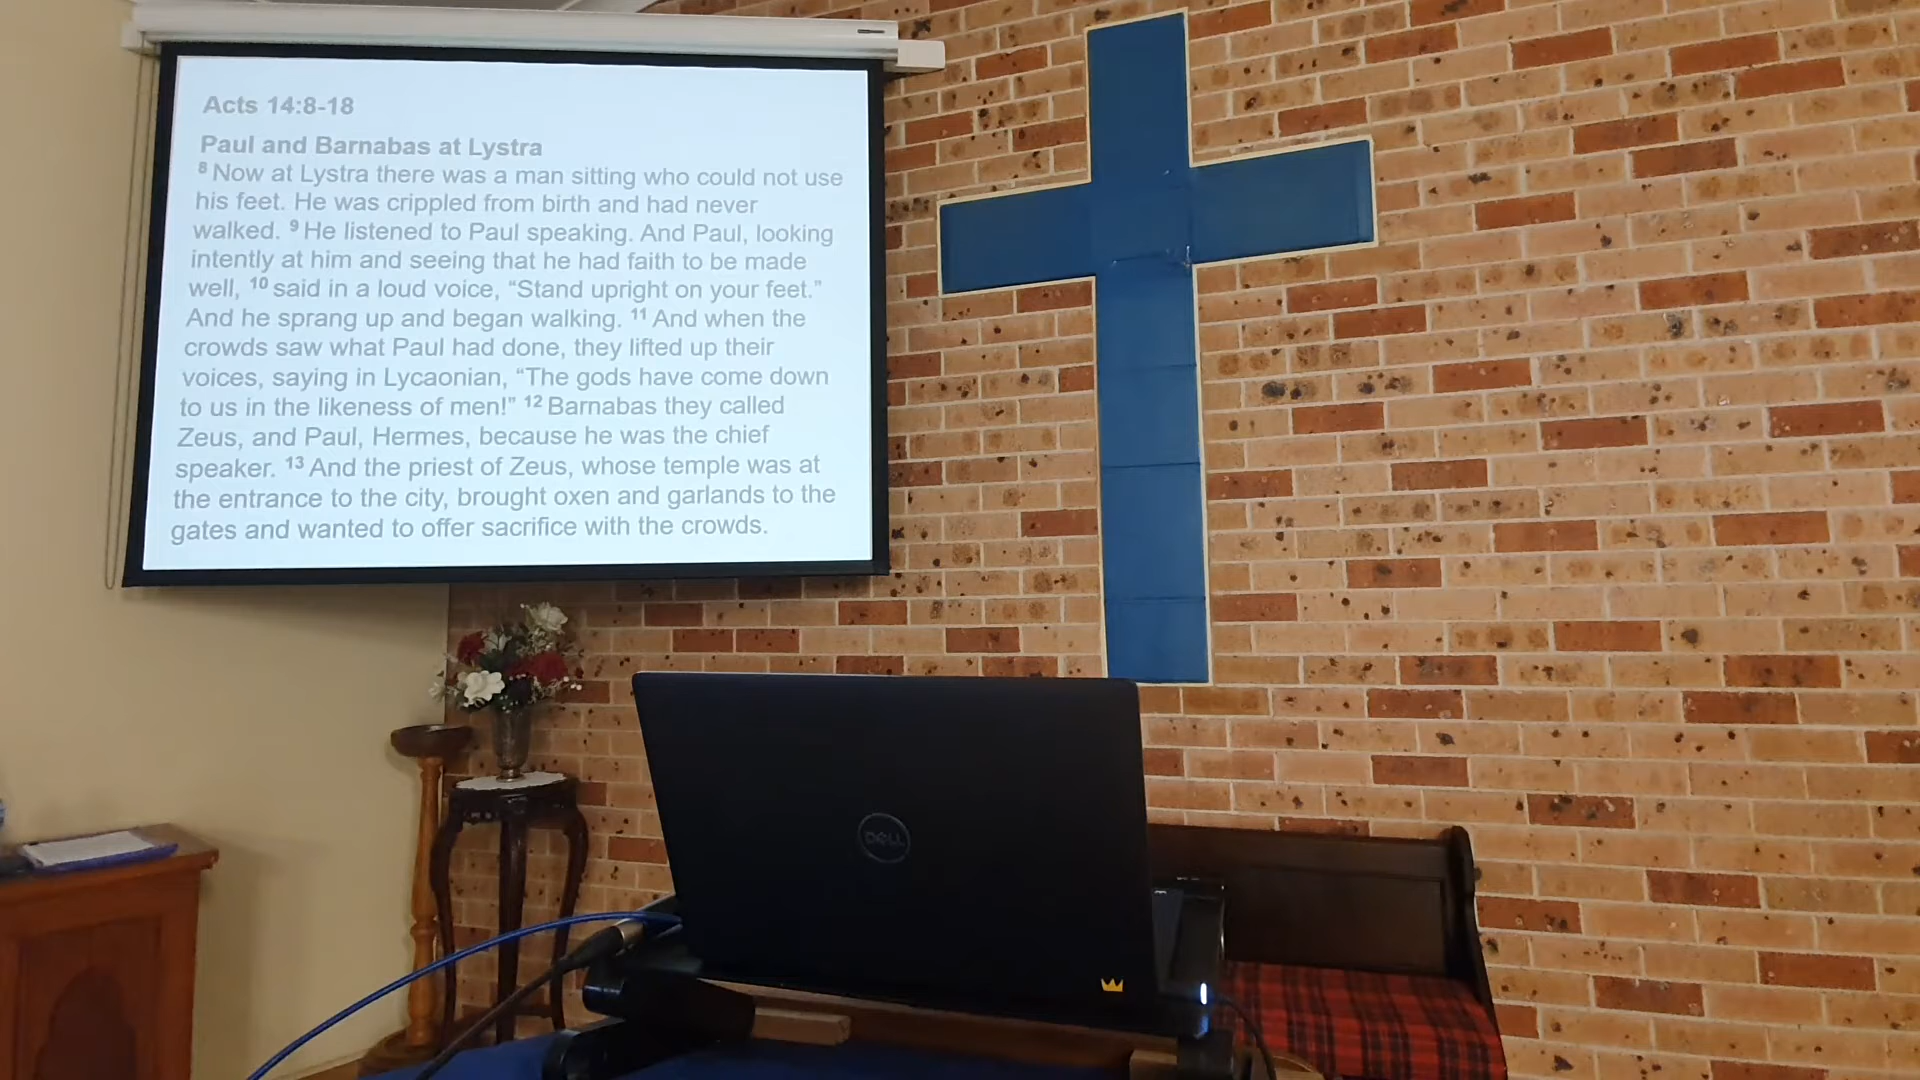 Acts 14:8-18
Paul and Barnabas at Lystra
8 Now at Lystra there was a man sitting who could not use
his feet. He was crippled from birth and had never
walked. 9 He listened to Paul speaking. And Paul, looking
intently at him and seeing that he had faith to be made
well, 10 said in a loud voice, “Stand upright on your feet.”
And he sprang up and began walking. 11 And when the
crowds saw what Paul had done, they lifted up their
voices, saying in Lycaonian, “The gods have come down
to us in the likeness of men!” 12 Barnabas they called
Zeus, and Paul, Hermes, because he was the chief
speaker. 13 And the priest of Zeus, whose temple was at
the entrance to the city, brought oxen and garlands to the
gates and wanted to offer sacrifice with the crowds.
DELL